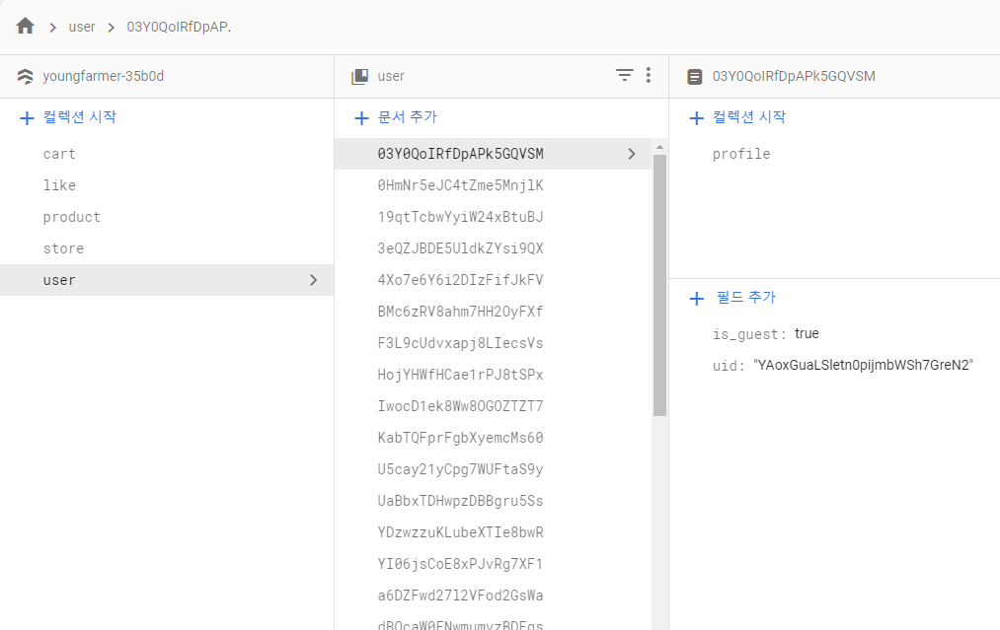 user
03Y0QoIRfDpAP.
youngfarmer-35b0d
user
03Y0QoIRfDpAPk5GQVSM
컬렉션 시작
문서 추가
컬렉션 시작
cart
like
product
store
user
03Y0QoIRfDpAPk5GQVSM
0HmNr5eJC4tZme5MnjlK
19qtTcbwYyiW24xBtuBJ
3eQZJBDE5UldkZYsi9QX
4Xo7e6Y6i2DIzFifJkFV
BMc6zRV8ahm7HH2OyFXf
F3L9cUdvxapj8LIecsVs
HojYHWfHCae1rPJ8tSPx
IwocD1ek8Ww8OGOZTZT7
KabTQFprFgbXyemcMs60
U5cay21yCpg7WUFtaS9y
UaBbxTDHwpzDBBgru5Ss
YDzwzzuKLubeXTIe8bwR
YI06jsCoE8xPJvRg7XF1
a6DZFwd27l2VFod2GsWa
profile
필드 추가
is_guest: true
uid: "YAoxGuaLSletn0pijmbWSh7GreN2"